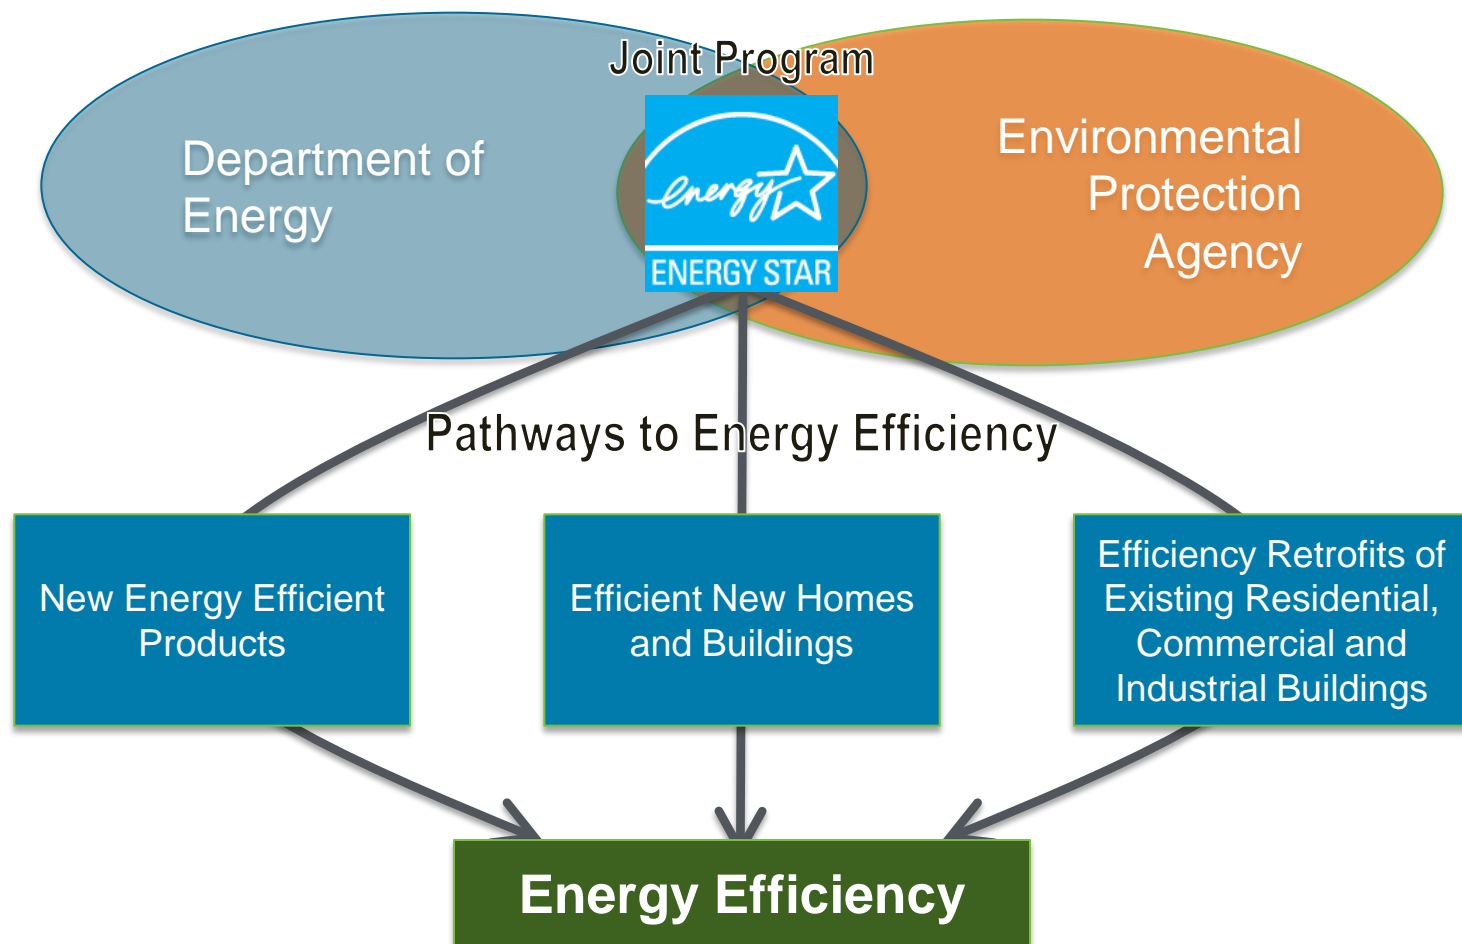 Joint Program
Department of
Energy
energy
ENERGY STAR
Environmental
Protection
Agency
Pathways to Energy Efficiency
New Energy Efficient
Products
Efficient New Homes
and Buildings
Efficiency Retrofits of
Existing Residential,
Commercial and
Industrial Buildings
Energy Efficiency